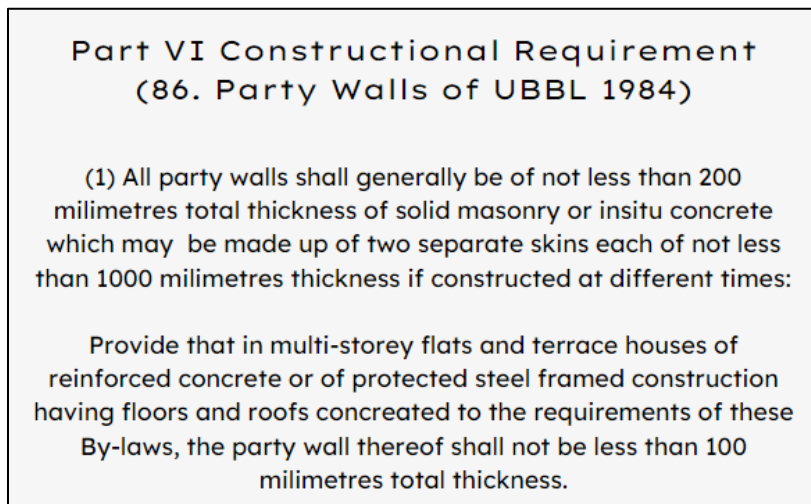 Part VI Constructional Requirement
(86. Party Walls of UBBL 1984)
(1) All party walls shall generally be of not less than 200
milimetres total thickness of solid masonry or insitu concrete
which may be made up of two separate skins each of not less
than 1000 milimetres thickness if constructed at different times:
Provide that in multi-storey flats and terrace houses of
reinforced concrete or of protected steel framed construction
having floors and roofs concreated to the requirements of these
By-laws, the party wall thereof shall not be less than 100
milimetres total thickness.